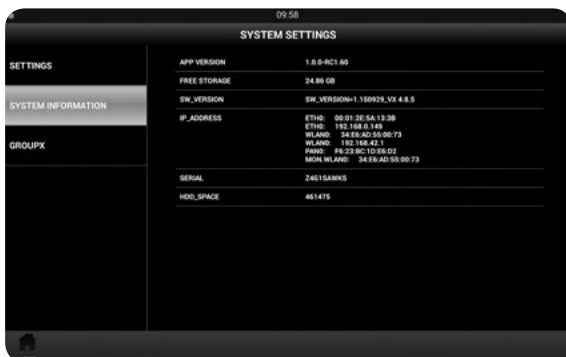 09:58
SYSTEM SETTINGS
SETTINGS
SYSTEM INFORMATION
GROUPX
APP VERSION 1.0.0-RC1.60
FREE STORAGE 24.86 GB
SW_VERSION SW_VERSION=1.150929_VX 4.8.5
IP_ADDRESS ETH0: 00:01:2E:5A:13:3B
ETH0: 192.168.0.149
WLAN0: 34:E6:AD:55:00:73
WLAN0: 192.168.42.1
PAN0: F6:23:BC:1D:E6:D2
MON.WLAN0: 34:E6:AD:55:00:73
SERIAL Z4G1SAWKS
HDD_SPACE 461475